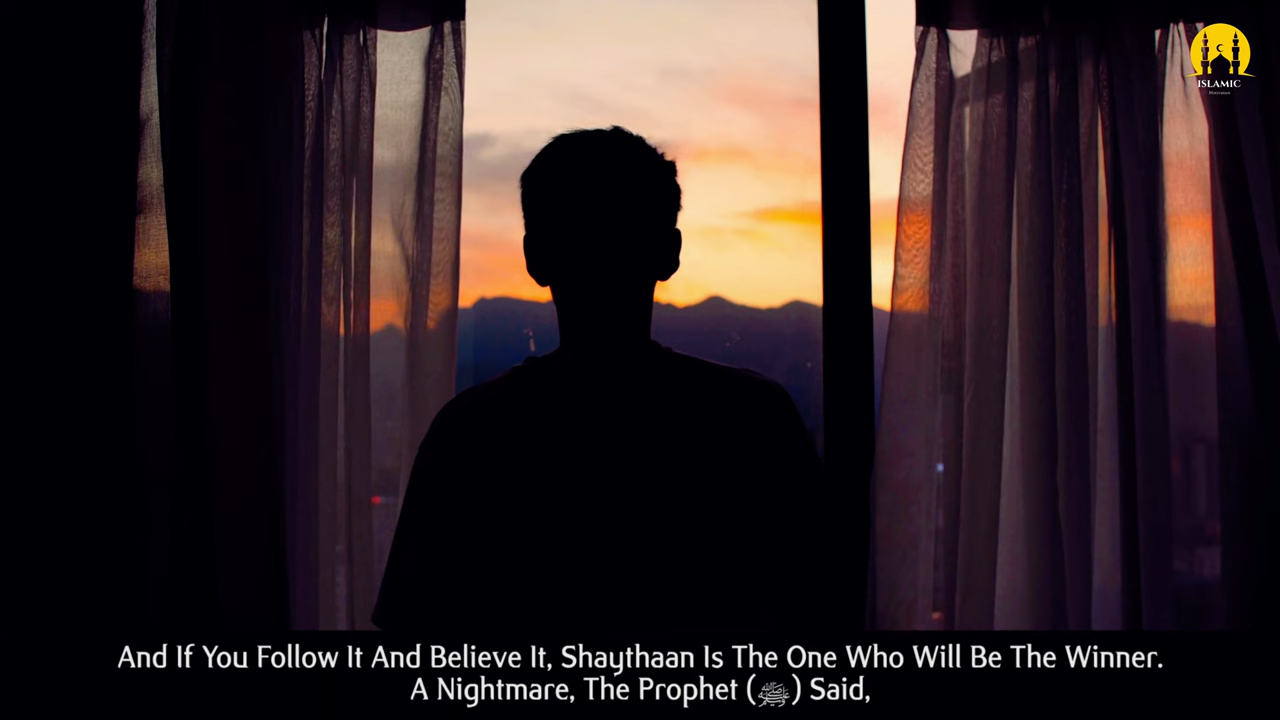 ISLAMIC
Motivation
And If You Follow It And Believe It, Shaythaan Is The One Who Will Be The Winner.
A Nightmare, The Prophet (ﷺ) Said,